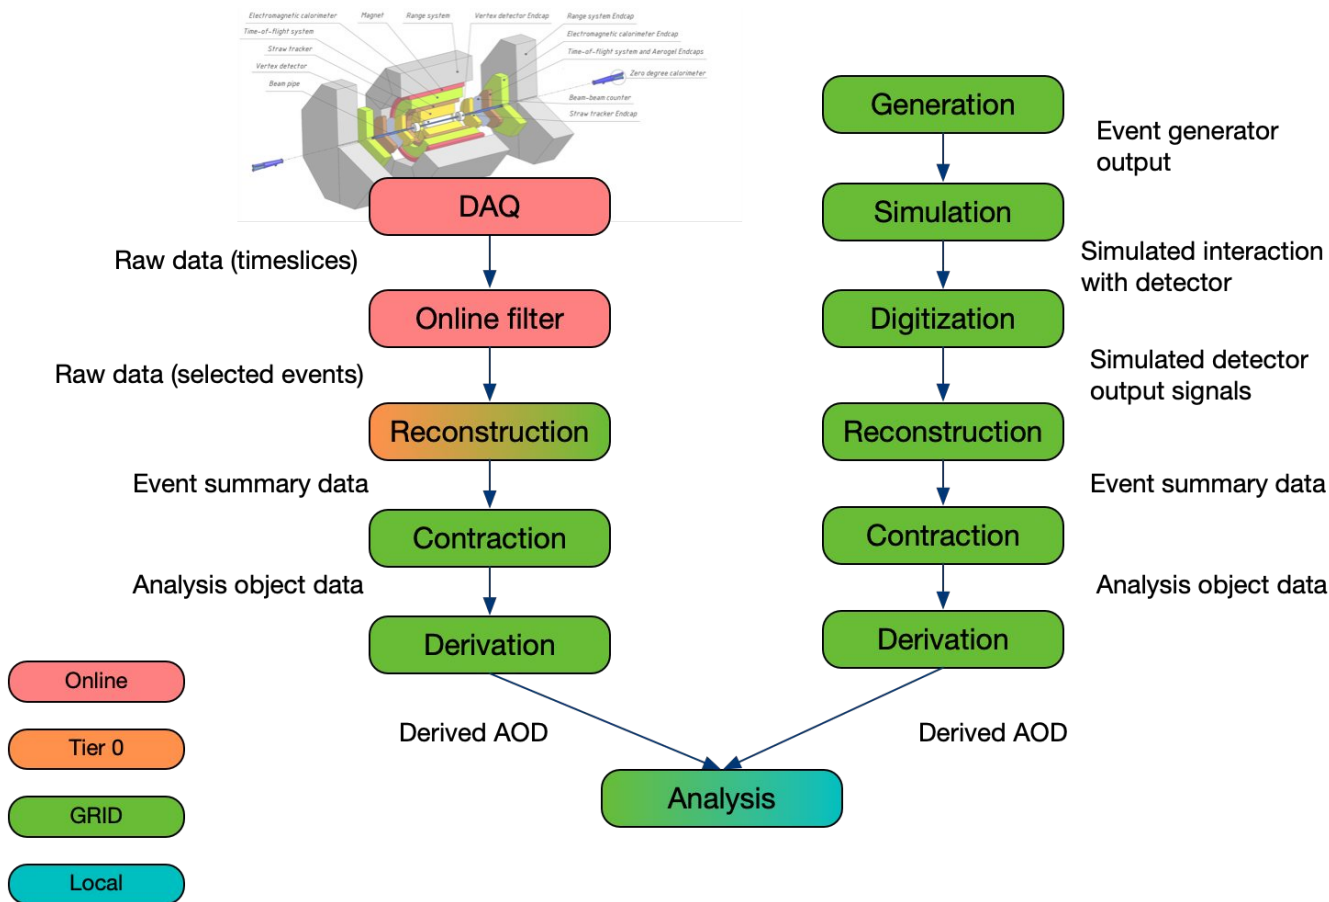 Electromagnetic calorimeter
Magnet
Range system
Vertex detector Endcap
Range system Endcap
Time-of-flight system
Electromagnetic calorimeter Endcap
Straw tracker
Time-of-flight system and Aerogel Endcaps
Vertex detector
Zero degree calorimeter
Beam pipe
Beam-beam counter
Straw tracker Endcap
DAQ
Raw data (timeslices)
Online filter
Raw data (selected events)
Reconstruction
Event summary data
Contraction
Analysis object data
Derivation
Derived AOD
Generation
Event generator
output
Simulation
Simulated interaction
with detector
Digitization
Simulated detector
output signals
Reconstruction
Event summary data
Contraction
Analysis object data
Derivation
Derived AOD
Analysis
Online
Tier 0
GRID
Local